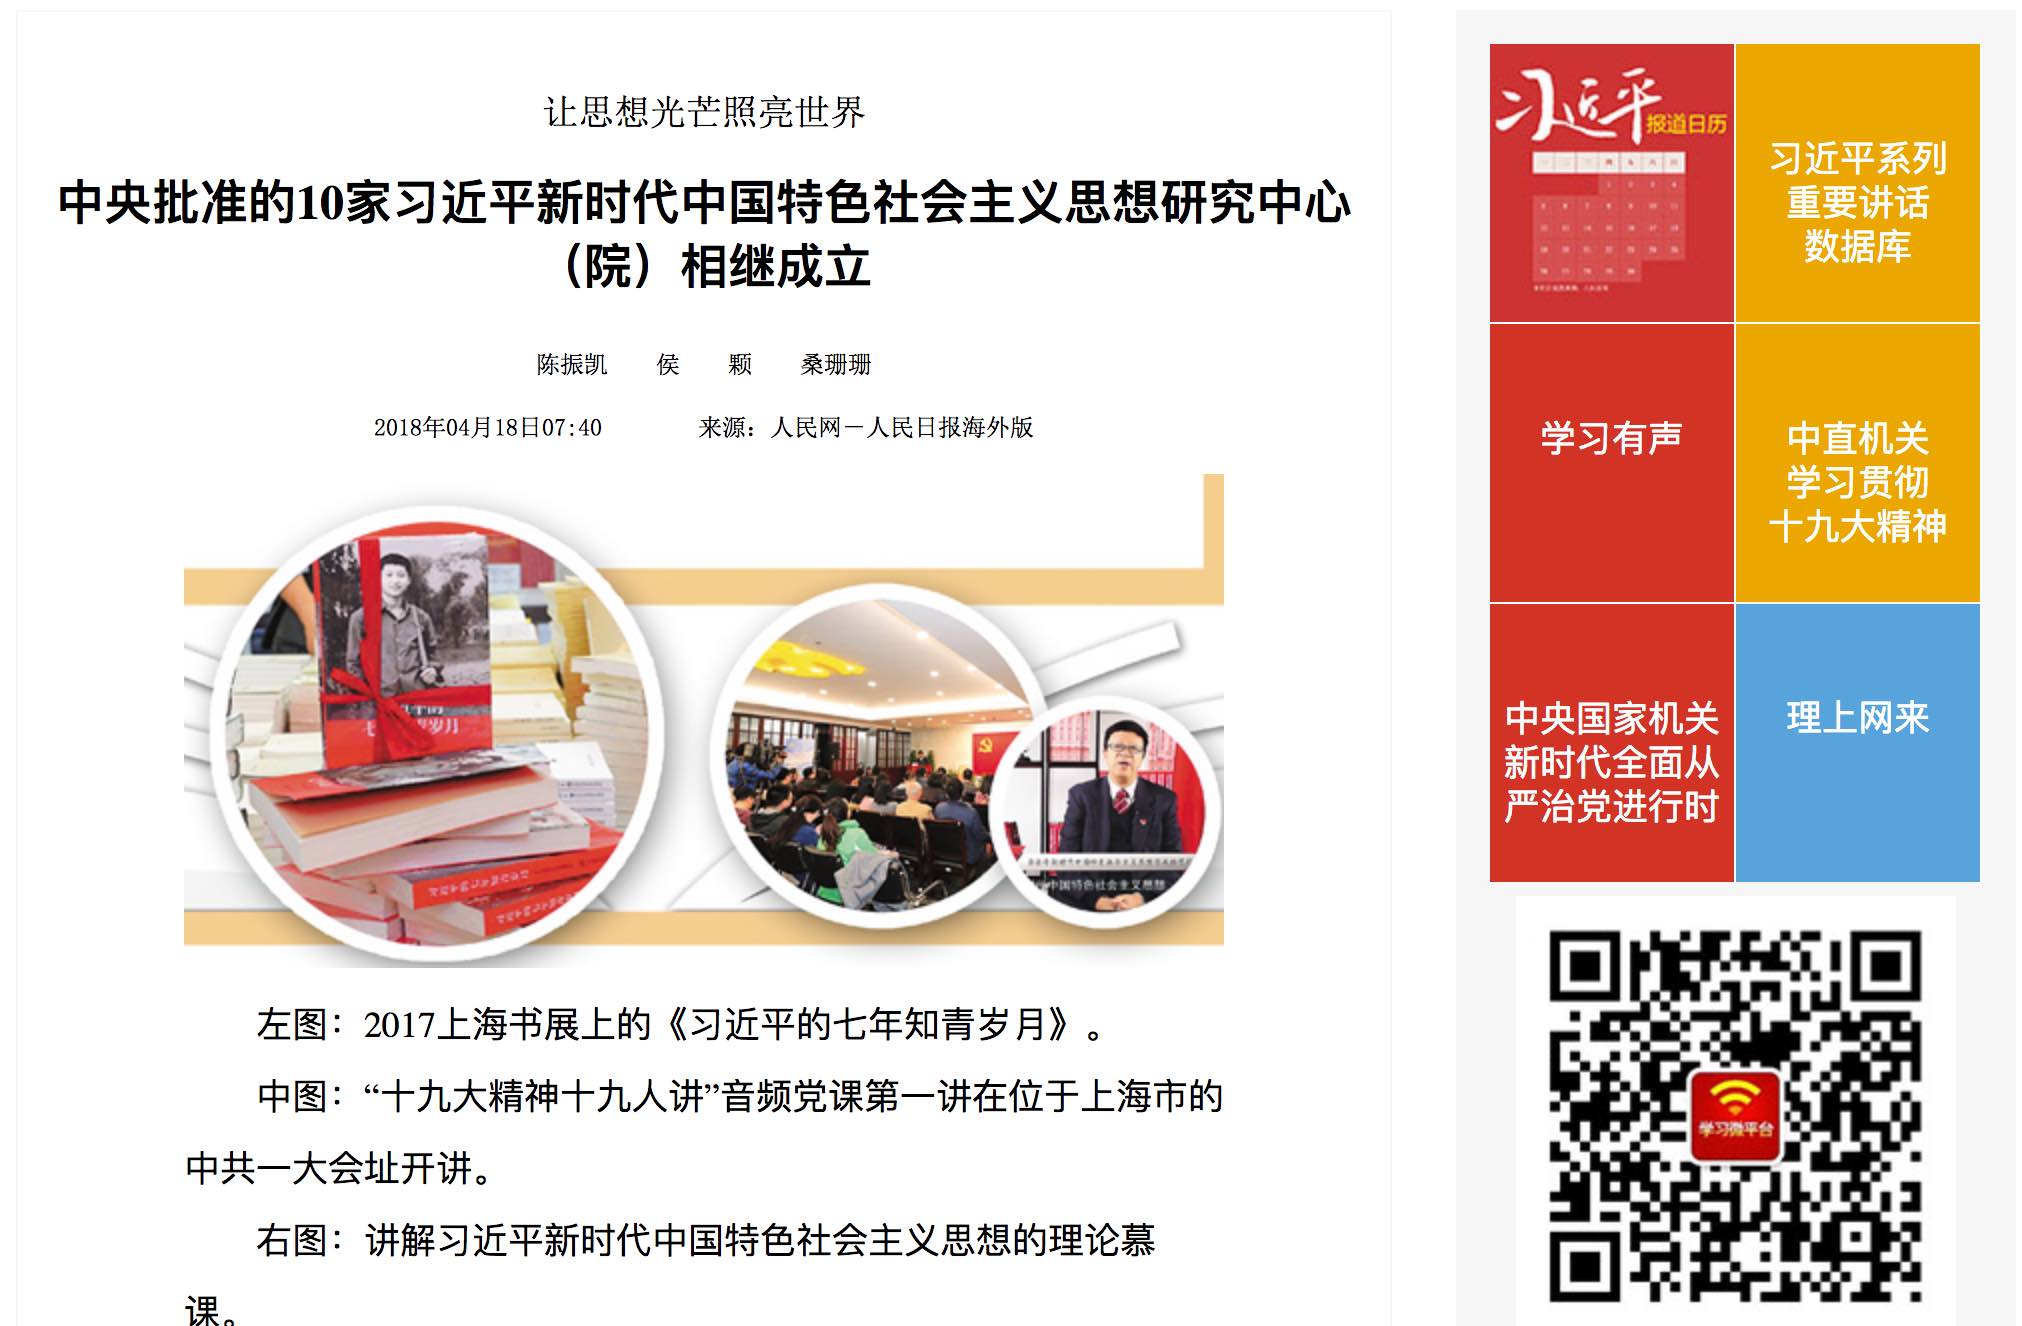 让思想光芒照亮世界
中央批准的10家习近平新时代中国特色社会主义思想研究中心
（院）相继成立
陈振凯 侯 颗 桑珊珊
2018年04月18日07:40 来源：人民网－人民日报海外版
左图：2017上海书展上的《习近平的七年知青岁月》。
中图：“十九大精神十九人讲”音频党课第一讲在位于上海市的
中共一大会址开讲。
右图：讲解习近平新时代中国特色社会主义思想的理论慕
课。
中国特色社会主义思想
习近平
报道日历
习近平系列
重要讲话
数据库
学习有声
中直机关
学习贯彻
十九大精神
中央国家机关
新时代全面从
严治党进行时
理上网来
学习微平台